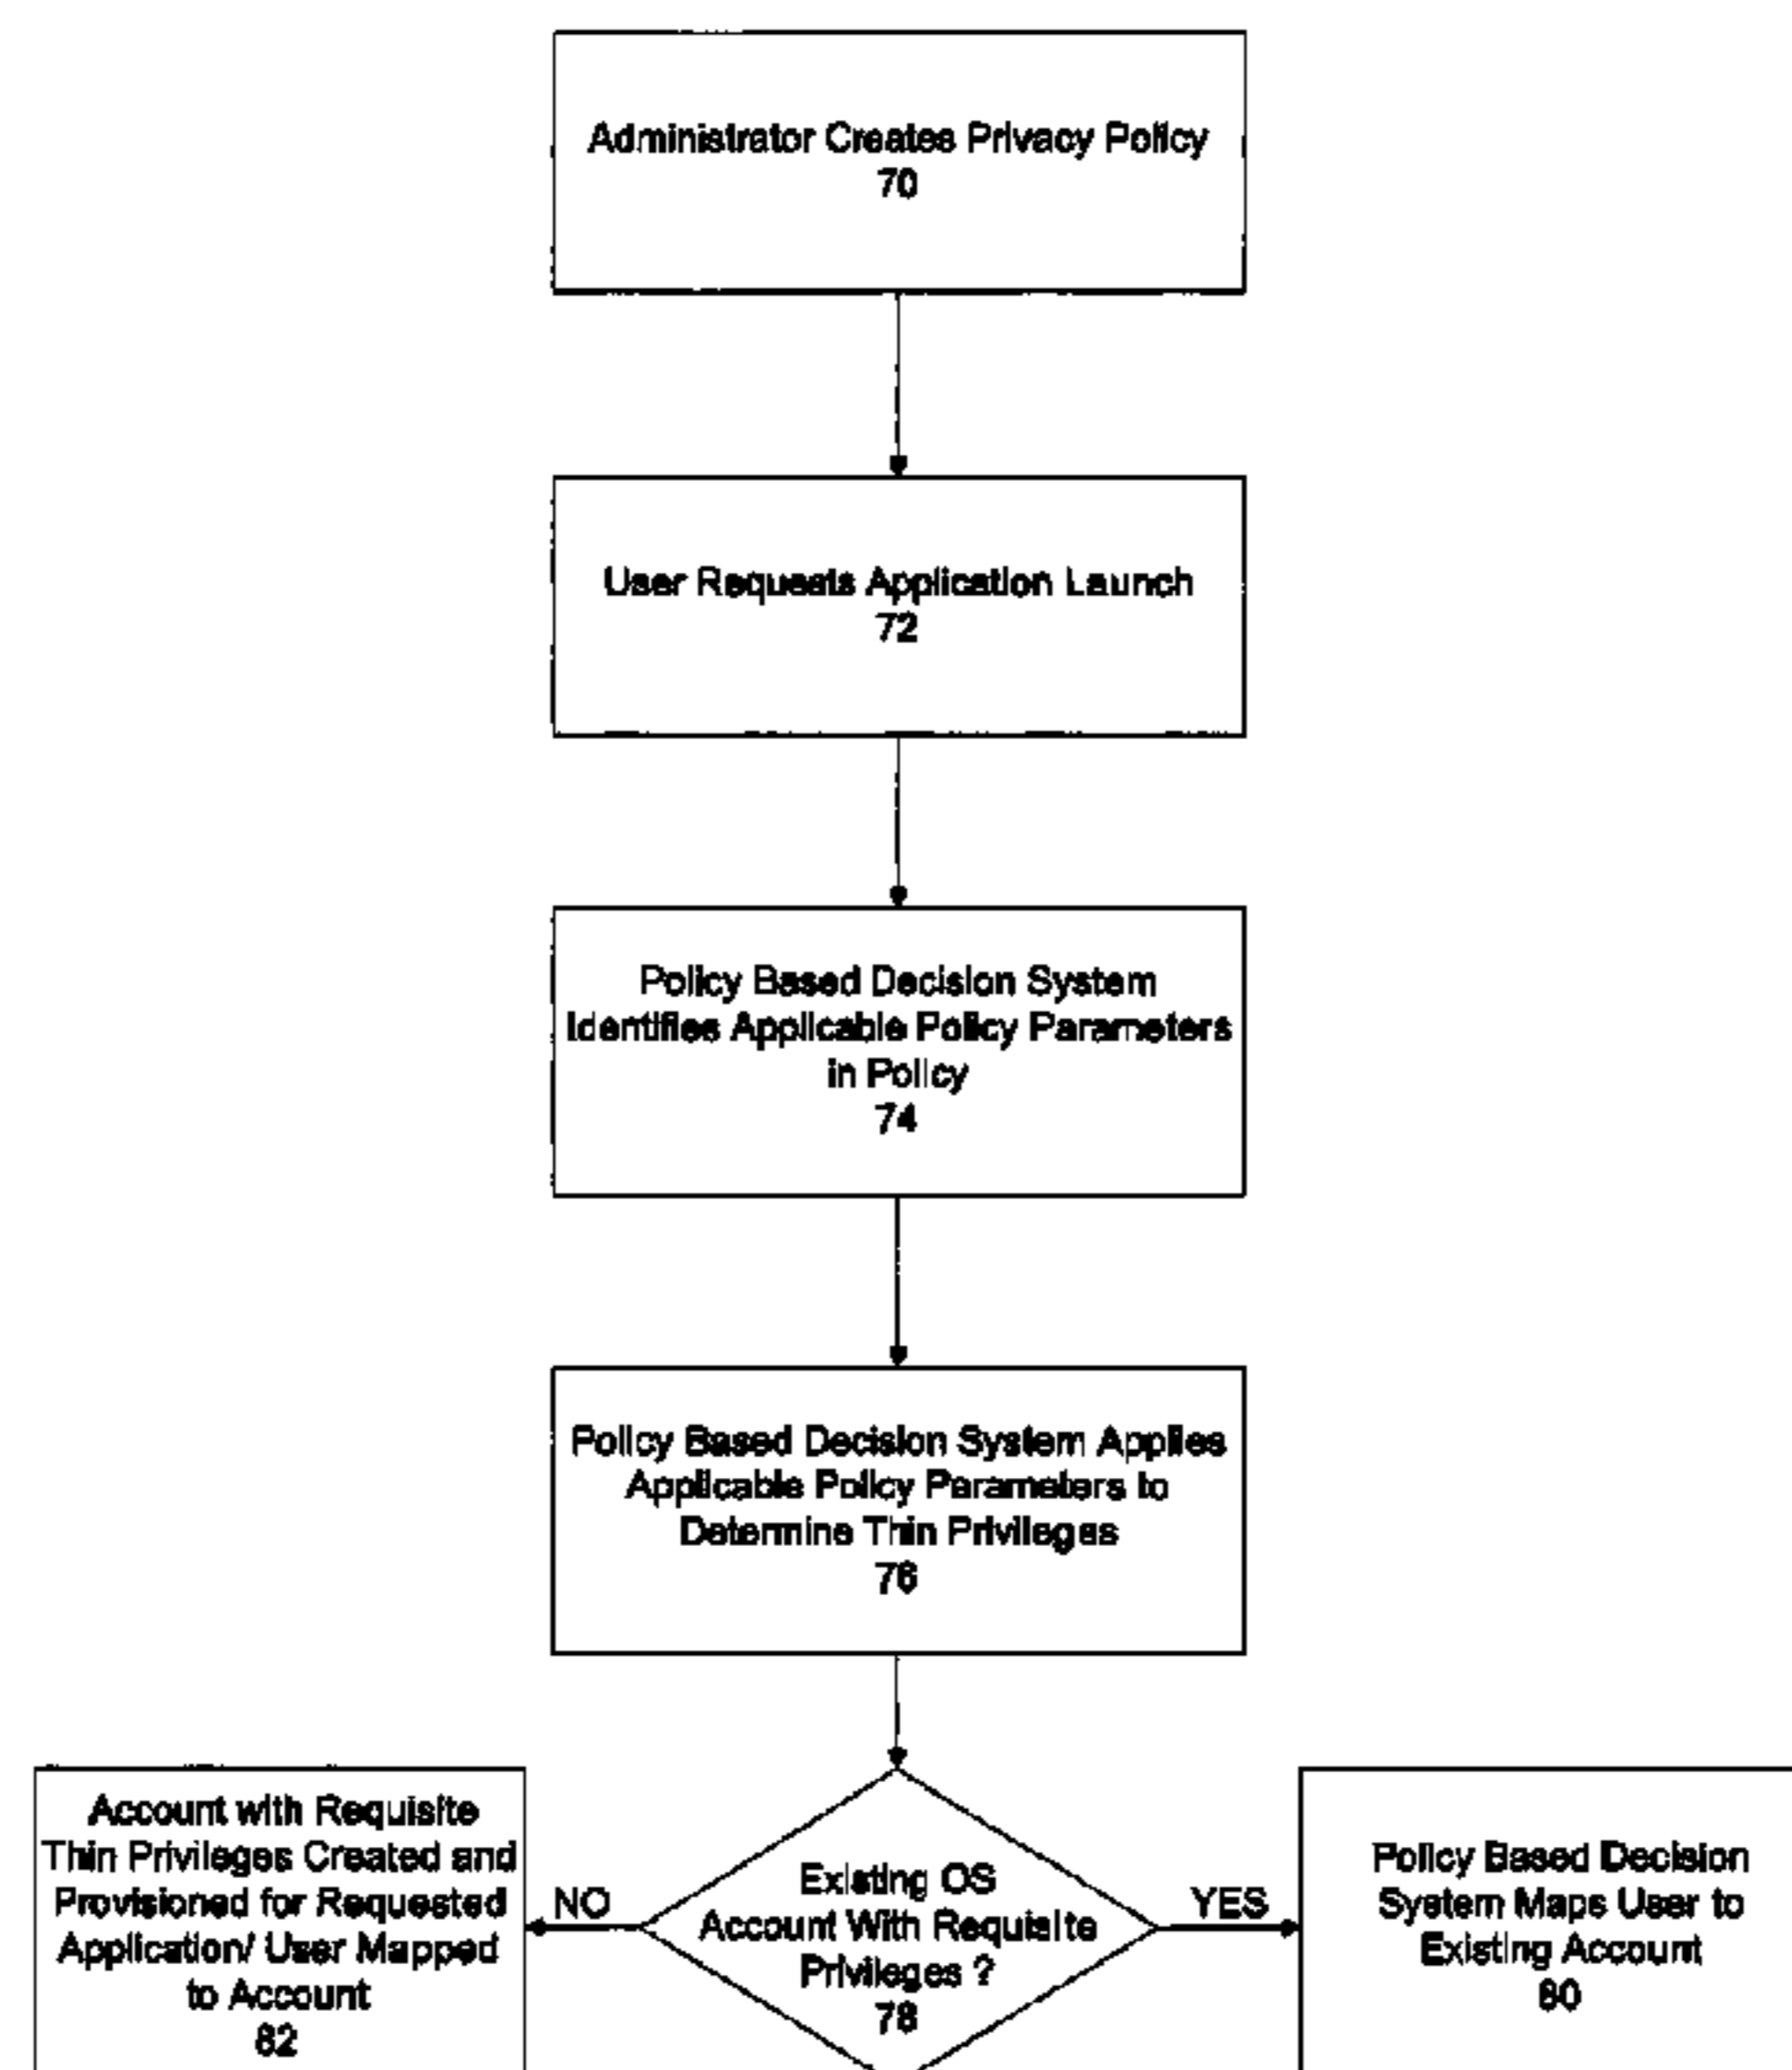 Administrator Creates Privacy Policy
70
User Requests Application Launch
72
Policy Based Decision System
Identifies Applicable Policy Parameters
in Policy
74
Policy Based Decision System Applies
Applicable Policy Parameters to
Determine Thin Privileges
76
Account with Requisite
Thin Privileges Created and
Provisioned for Requested
Application/ User Mapped
to Account
82
NO
Existing OS
Account With Requisite
Privileges ?
78
YES
Policy Based Decision
System Maps User to
Existing Account
80